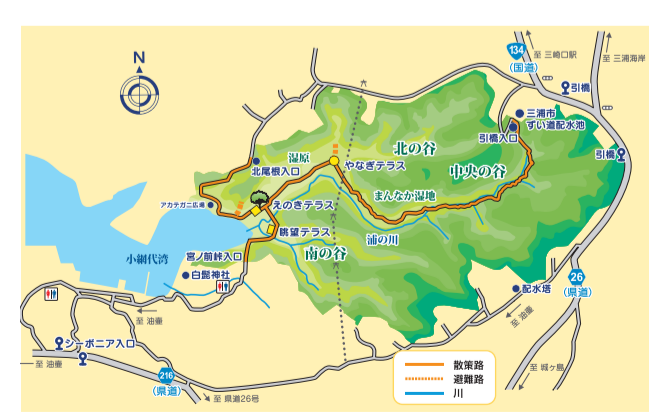 N
134
(国道)
至 三崎口駅
至 三浦海岸
引橋
三浦市
ずい道配水池
引橋入口
引橋
北の谷
中央の谷
湿原
北尾根入口
やなぎテラス
まんなか湿地
アカテガニ広場
えのきテラス
眺望テラス
浦の川
南の谷
小網代湾
宮ノ前峠入口
白髭神社
至 油壷
シーボニア入口
至 油壷
216
(県道)
至 県道26号
配水塔
至 油壷
26
(県道)
至 城ヶ島
散策路
避難路
川